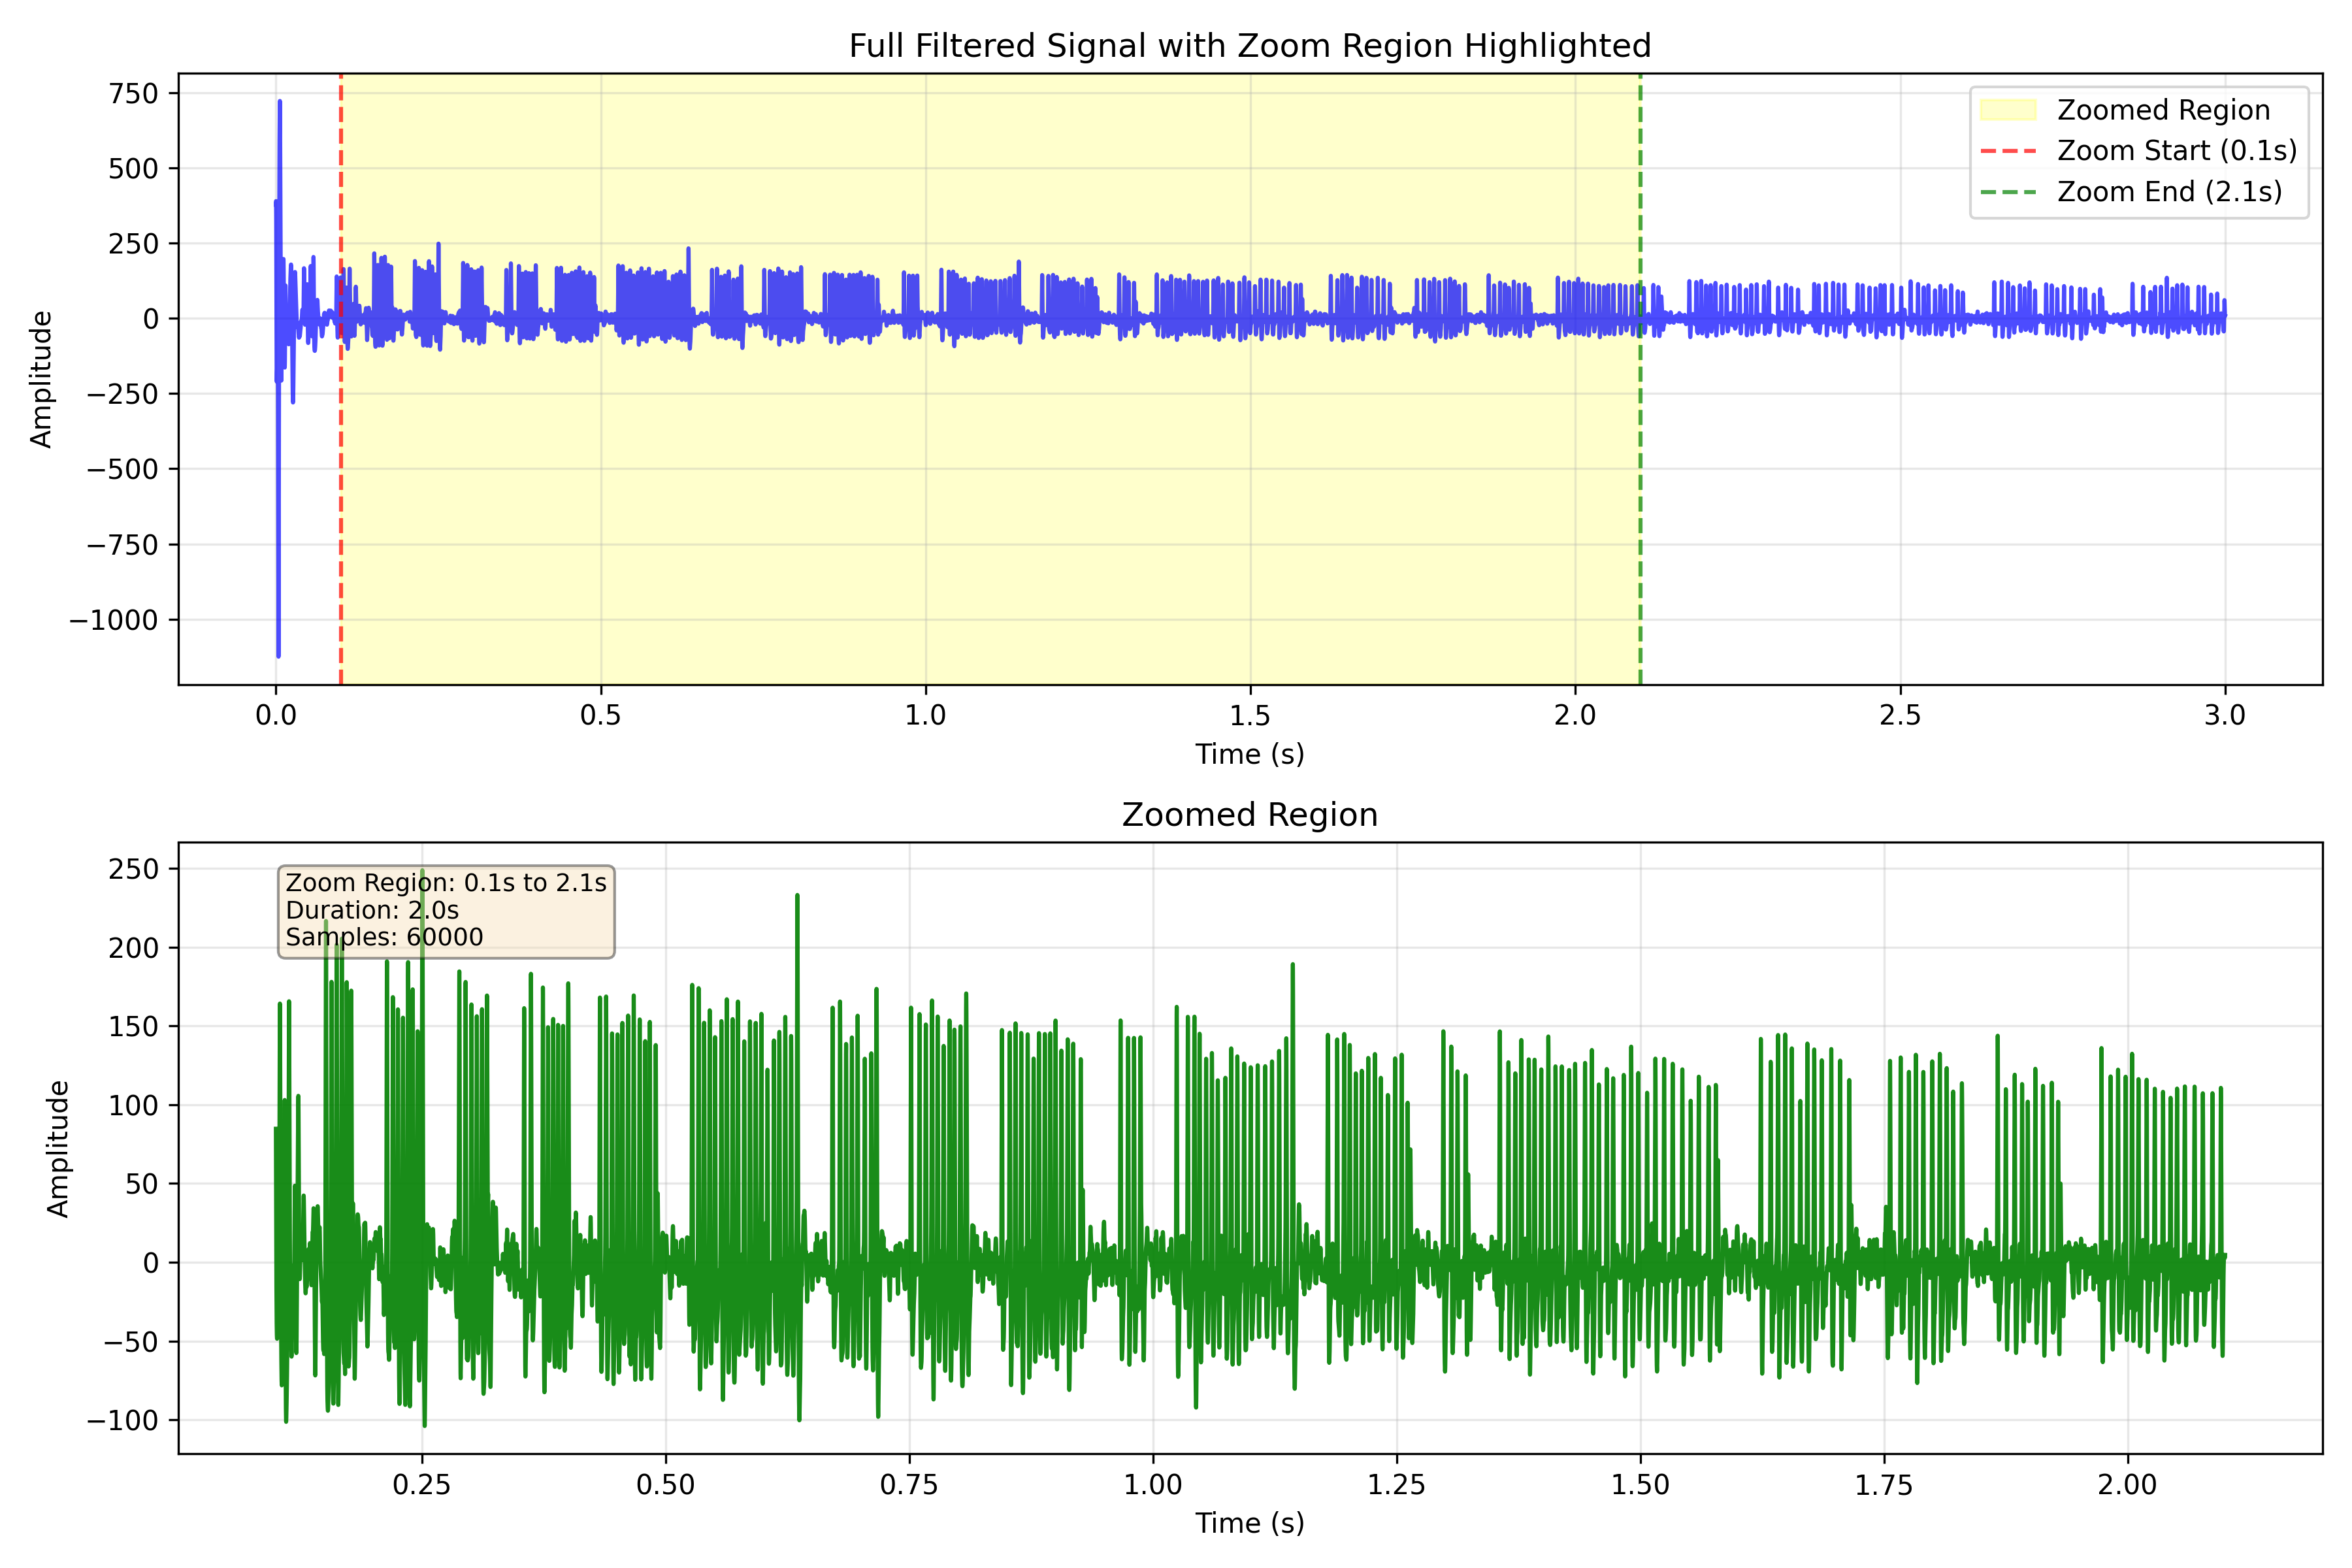 Full Filtered Signal with Zoom Region Highlighted
750
500
250
0
−250
−500
−750
−1000
Amplitude
Zoomed Region
Zoom Start (0.1s)
Zoom End (2.1s)
0.0 0.5 1.0 1.5 2.0 2.5 3.0
Time (s)
Zoomed Region
250
200
150
100
50
0
−50
−100
Amplitude
Zoom Region: 0.1s to 2.1s
Duration: 2.0s
Samples: 60000
0.25 0.50 0.75 1.00 1.25 1.50 1.75 2.00
Time (s)